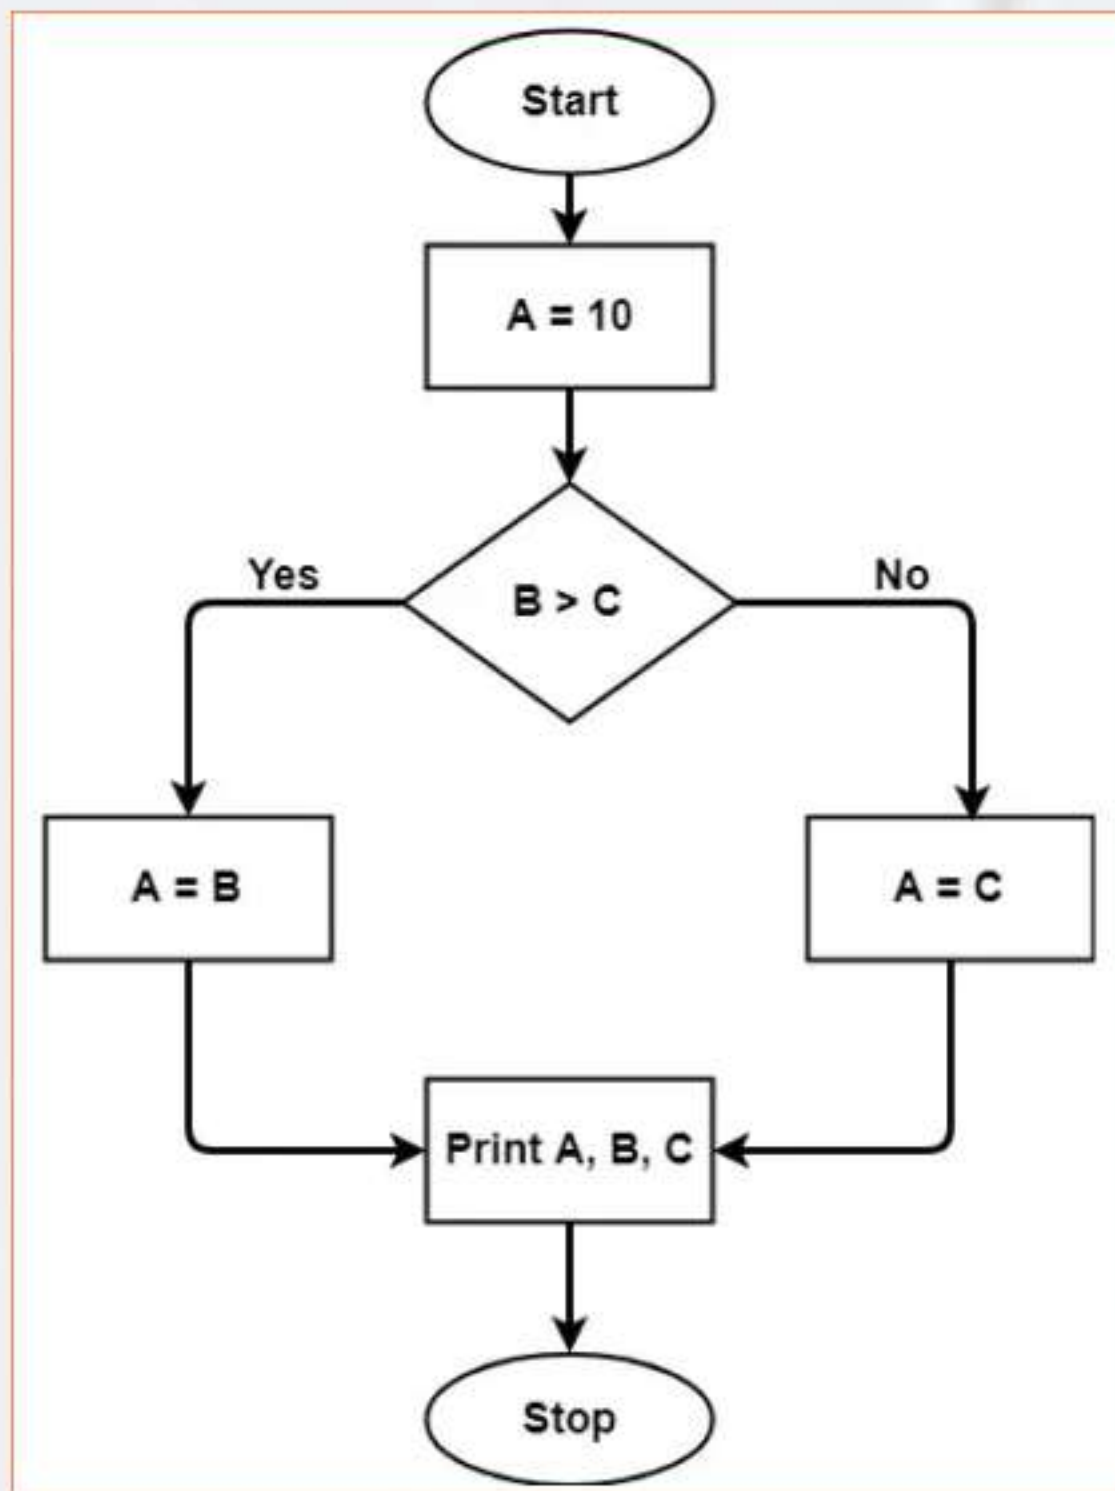 Start
A = 10
B > C
Yes
No
A = B
A = C
Print A, B, C
Stop